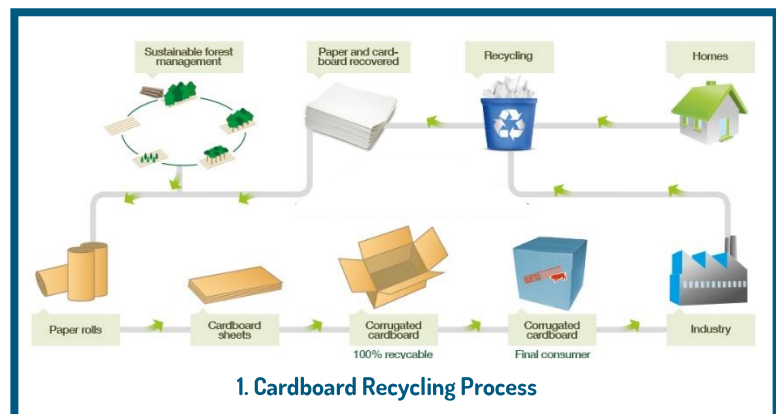 Sustainable forest
management
Paper and card-
board recovered
Recycling
Homes
Paper rolls
Cardboard
sheets
Corrugated
cardboard
100% recycable
Corrugated
cardboard
Final consumer
Industry
1. Cardboard Recycling Process